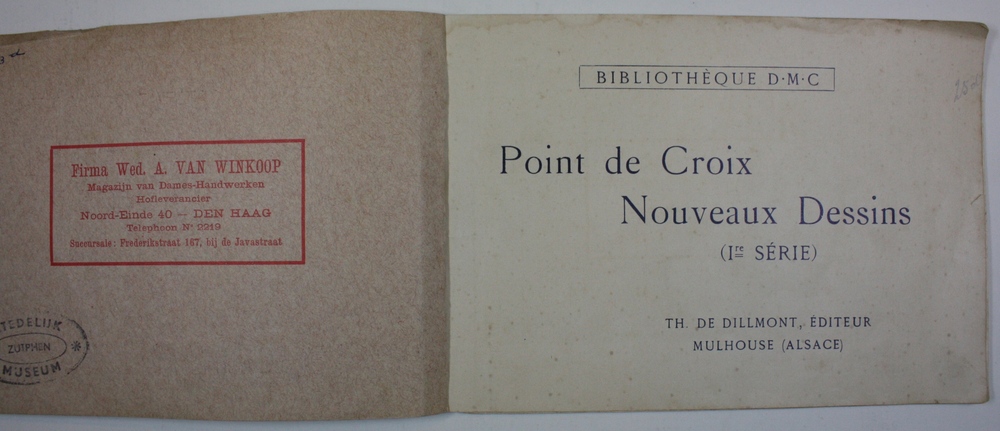 Firma Wed. A. VAN WINKOOP
Magazijn van Dames-Handwerken
Hofleverancier
Noord-Einde 40 — DEN HAAG
Telephoon No 2219
Succursale: Frederikstraat 167, bij de Javastraat
TEDELIJK
ZUTPHEN
MUSEUM
BIBLIOTHÈQUE D·M·C
Point de Croix
Nouveaux Dessins
(Ire SÉRIE)
TH. DE DILLMONT, ÉDITEUR
MULHOUSE (ALSACE)